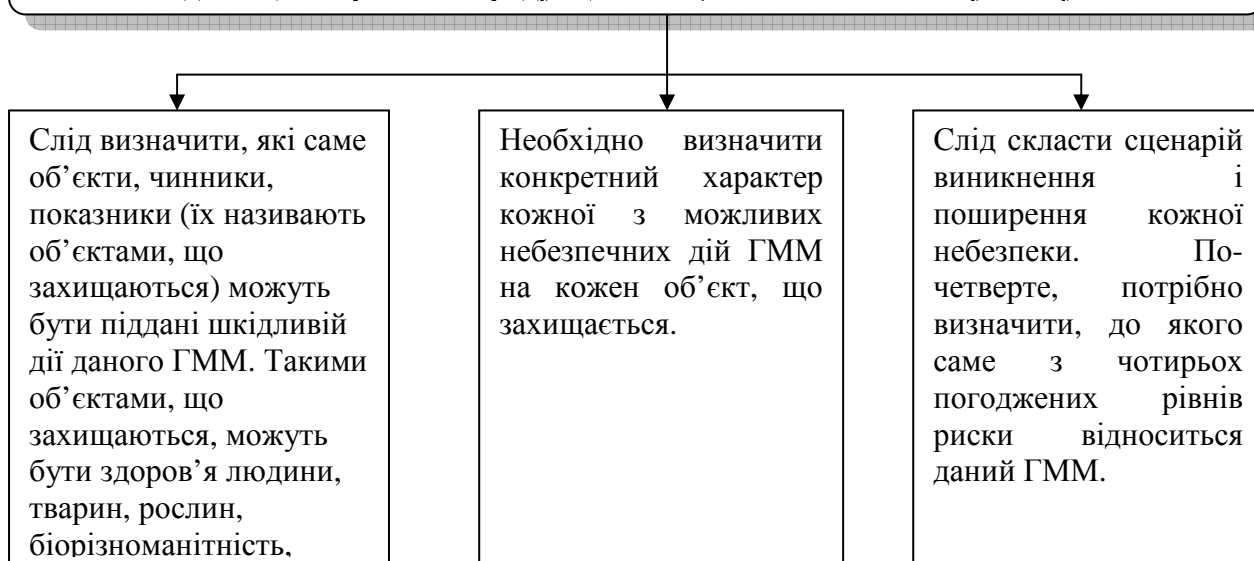 Слід визначити, які саме
об’єкти, чинники,
показники (їх називають
об’єктами, що
захищаються) можуть
бути піддані шкідливій
дії даного ГММ. Такими
об’єктами, що
захищаються, можуть
бути здоров’я людини,
тварин, рослин,
біорізноманітність,
Необхідно визначити
конкретний характер
кожної з можливих
небезпечних дій ГММ
на кожен об’єкт, що
захищається.
Слід скласти сценарій
виникнення і
поширення кожної
небезпеки. По-
четверте, потрібно
визначити, до якого
саме з чотирьох
погоджених рівнів
риски відноситься
даний ГММ.